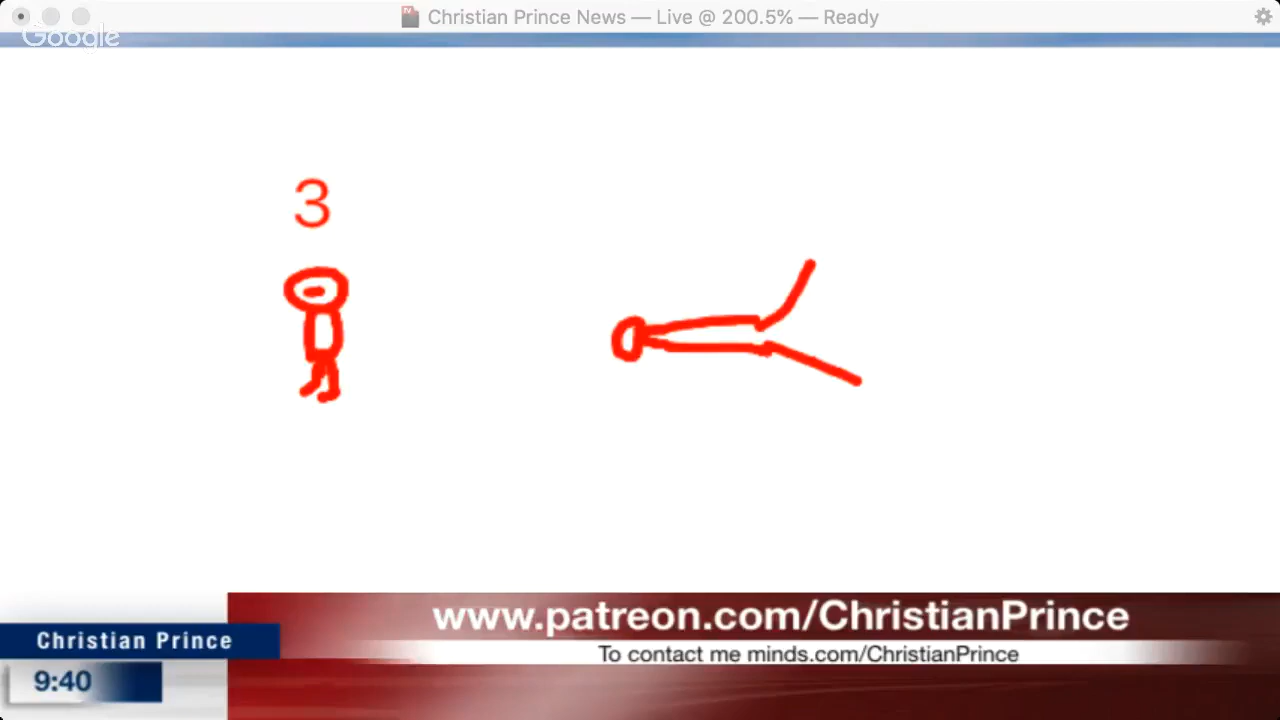 Christian Prince News — Live @ 200.5% — Ready
Google
3
www.patreon.com/ChristianPrince
Christian Prince
To contact me minds.com/ChristianPrince
9:40